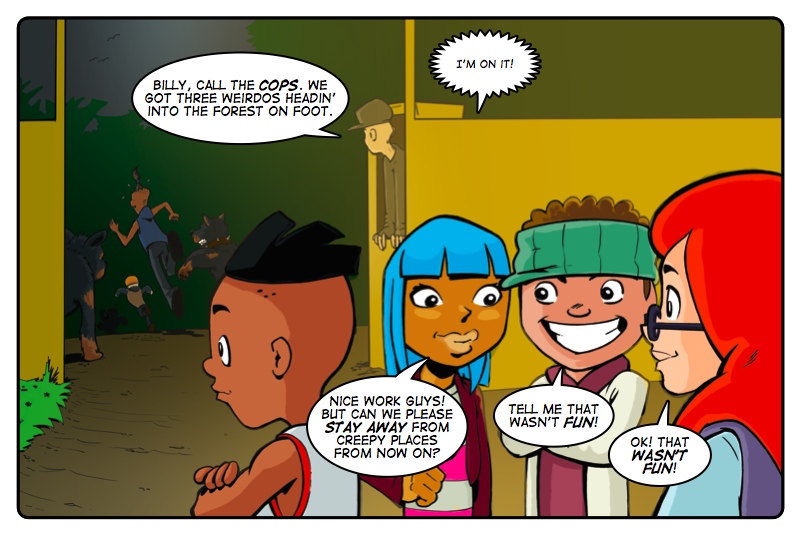 BILLY, CALL THE COPS. WE
GOT THREE WEIRDOS HEADIN'
INTO THE FOREST ON FOOT.
I'M ON IT!
NICE WORK GUYS!
BUT CAN WE PLEASE
STAY AWAY FROM
CREEPY PLACES
FROM NOW ON?
TELL ME THAT
WASN'T FUN!
OK! THAT
WASN'T
FUN!